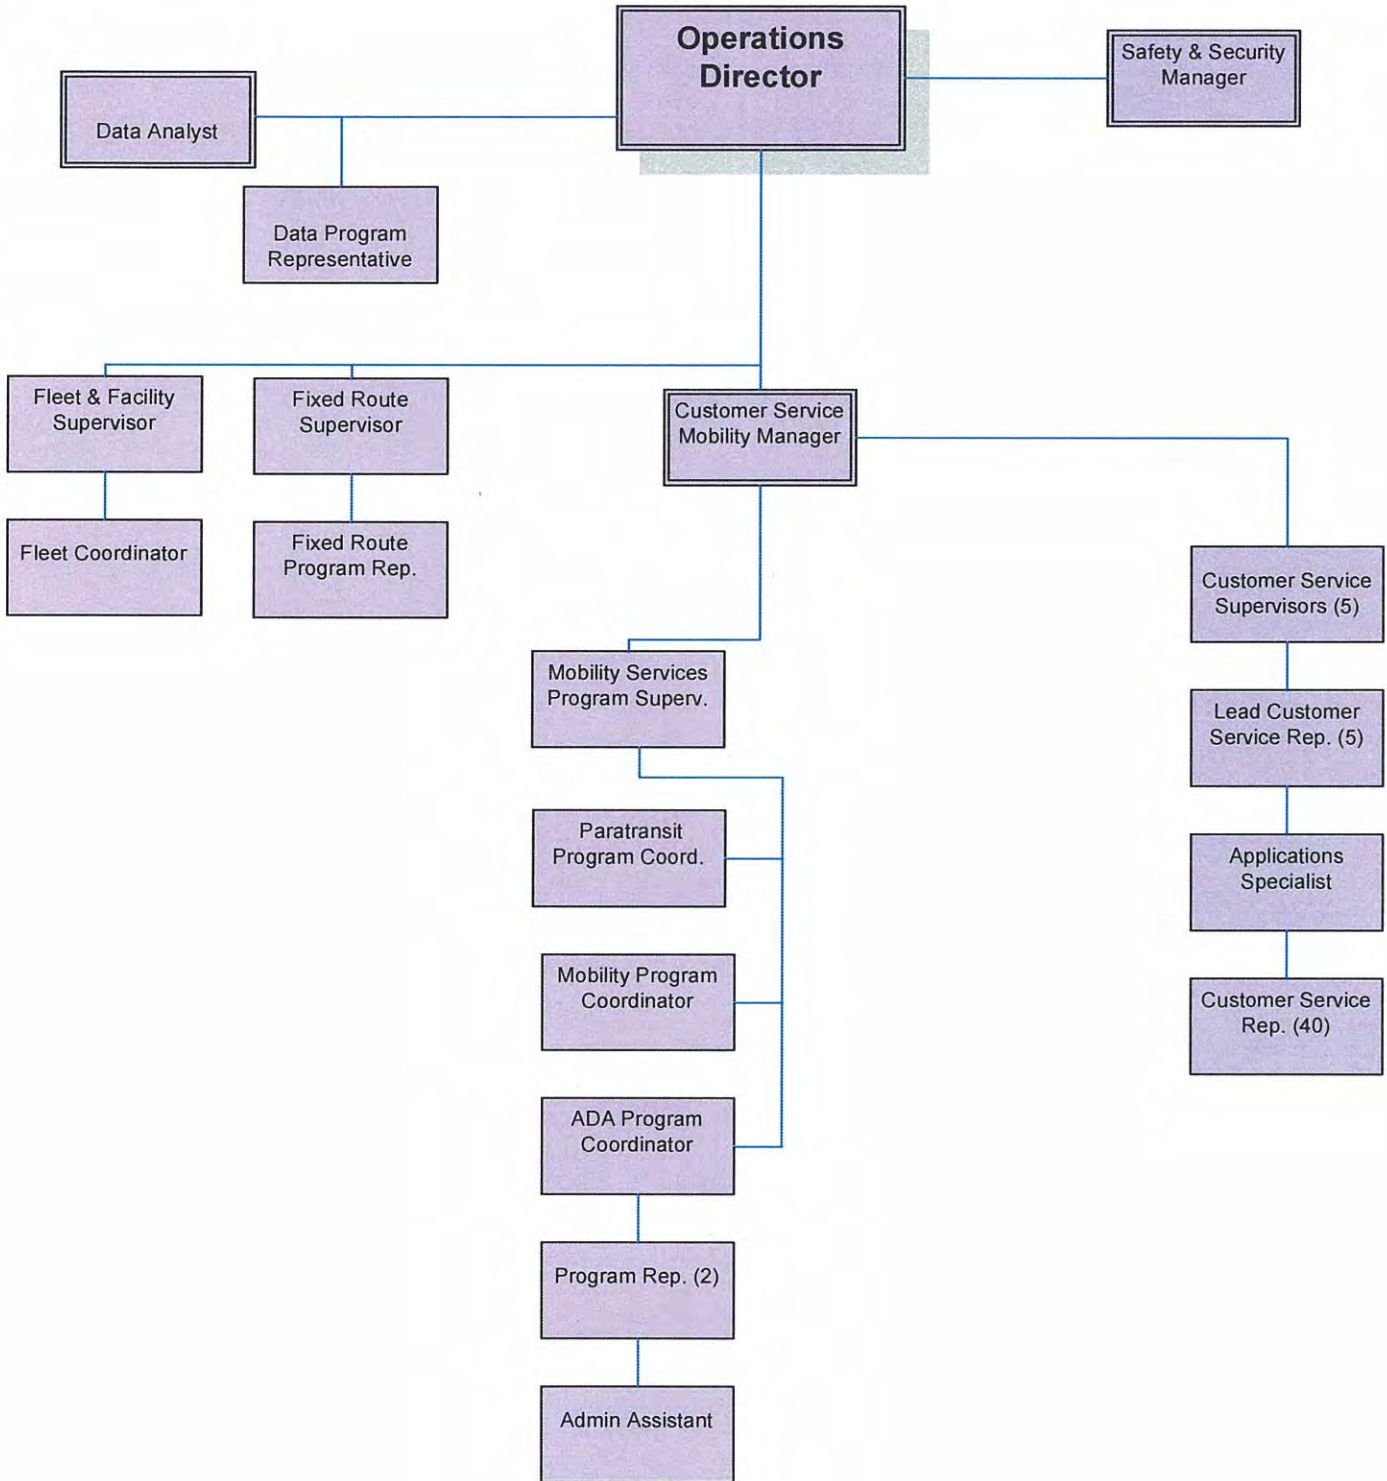 Operations
Director
Safety & Security
Manager
Data Analyst
Data Program
Representative
Fleet & Facility
Supervisor
Fixed Route
Supervisor
Customer Service
Mobility Manager
Fleet Coordinator
Fixed Route
Program Rep.
Customer Service
Supervisors (5)
Mobility Services
Program Superv.
Lead Customer
Service Rep. (5)
Paratransit
Program Coord.
Applications
Specialist
Mobility Program
Coordinator
Customer Service
Rep. (40)
ADA Program
Coordinator
Program Rep. (2)
Admin Assistant